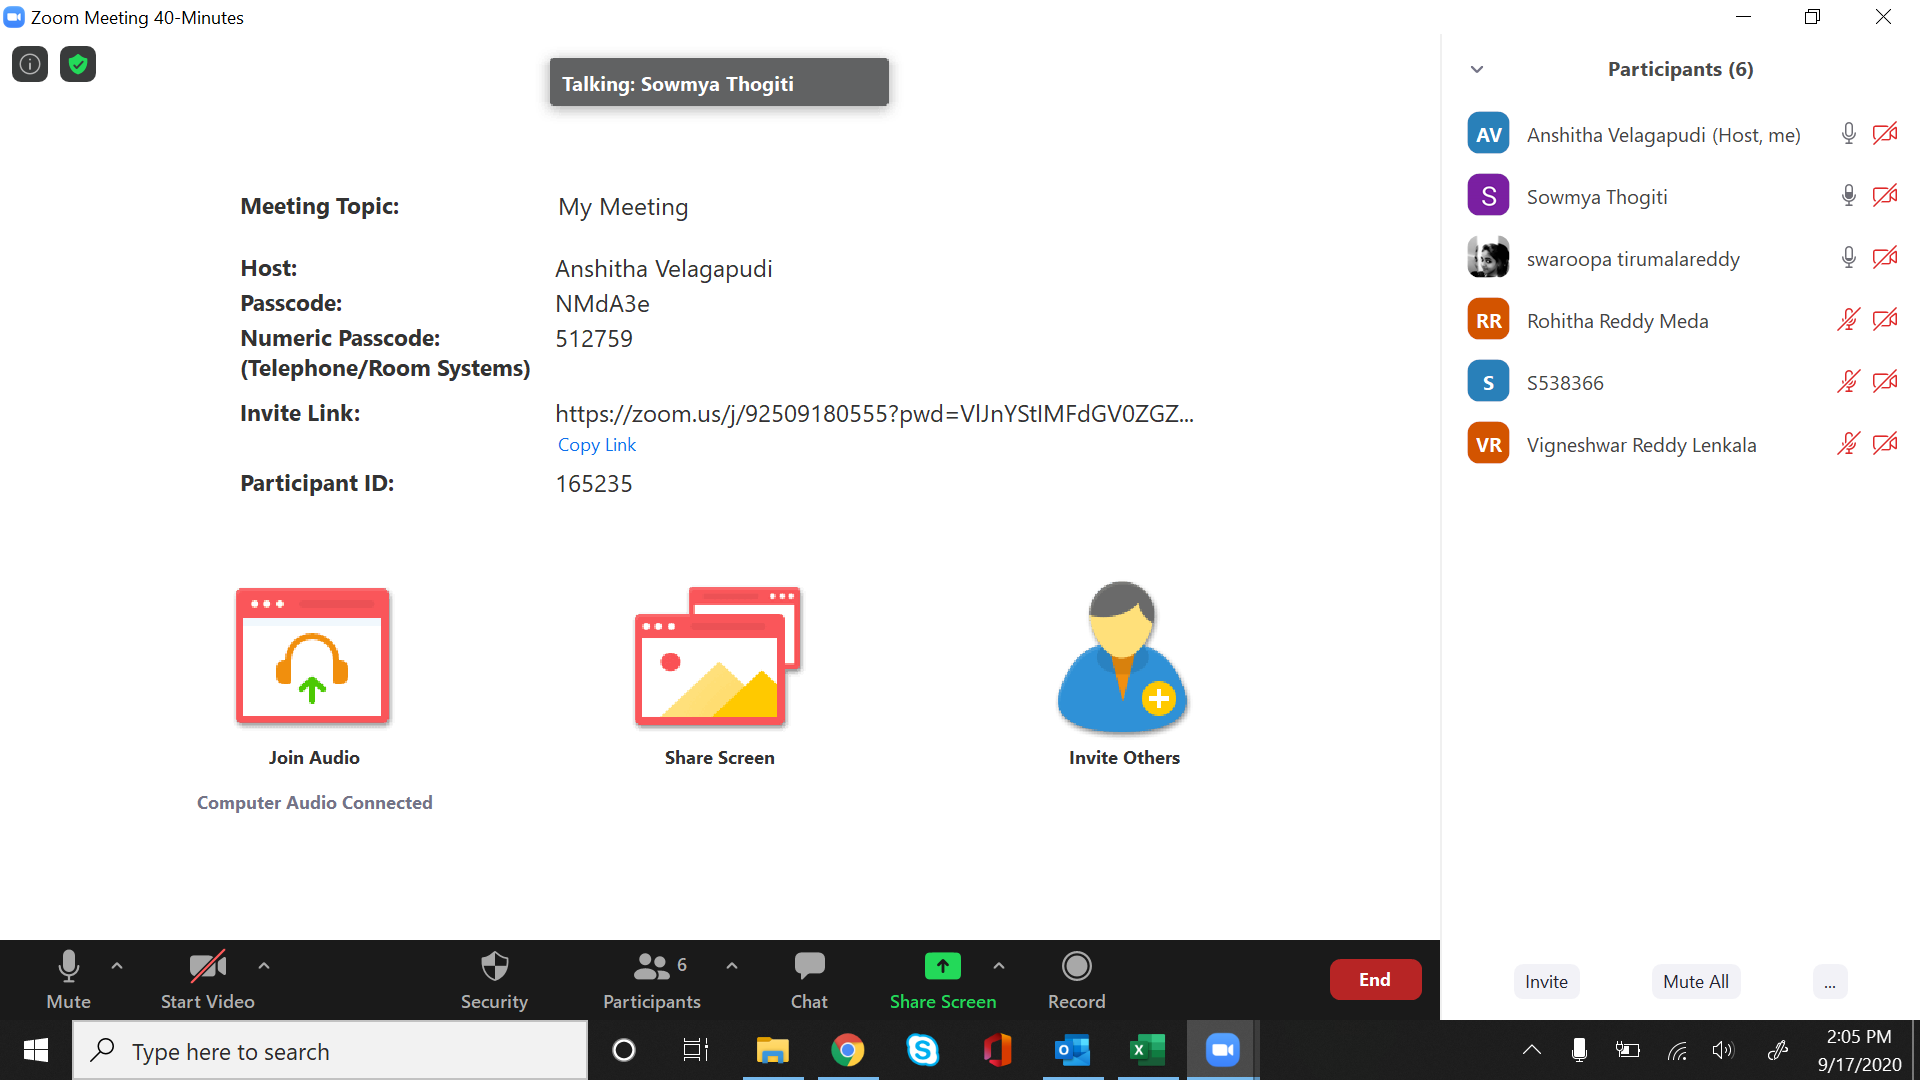 Zoom Meeting 40-Minutes
Talking: Sowmya Thogiti
Meeting Topic: My Meeting
Host: Anshitha Velagapudi
Passcode: NMdA3e
Numeric Passcode: 512759
(Telephone/Room Systems)
Invite Link: https://zoom.us/j/92509180555?pwd=VlJnYStIMFdGV0ZGZ...
Copy Link
Participant ID: 165235
Join Audio
Computer Audio Connected
Share Screen
Invite Others
Participants (6)
AV Anshitha Velagapudi (Host, me)
S Sowmya Thogiti
swaroopa tirumalareddy
RR Rohitha Reddy Meda
S S538366
VR Vigneshwar Reddy Lenkala
Invite Mute All ...
Mute Start Video Security Participants 6 Chat Share Screen Record End
Type here to search
2:05 PM
9/17/2020